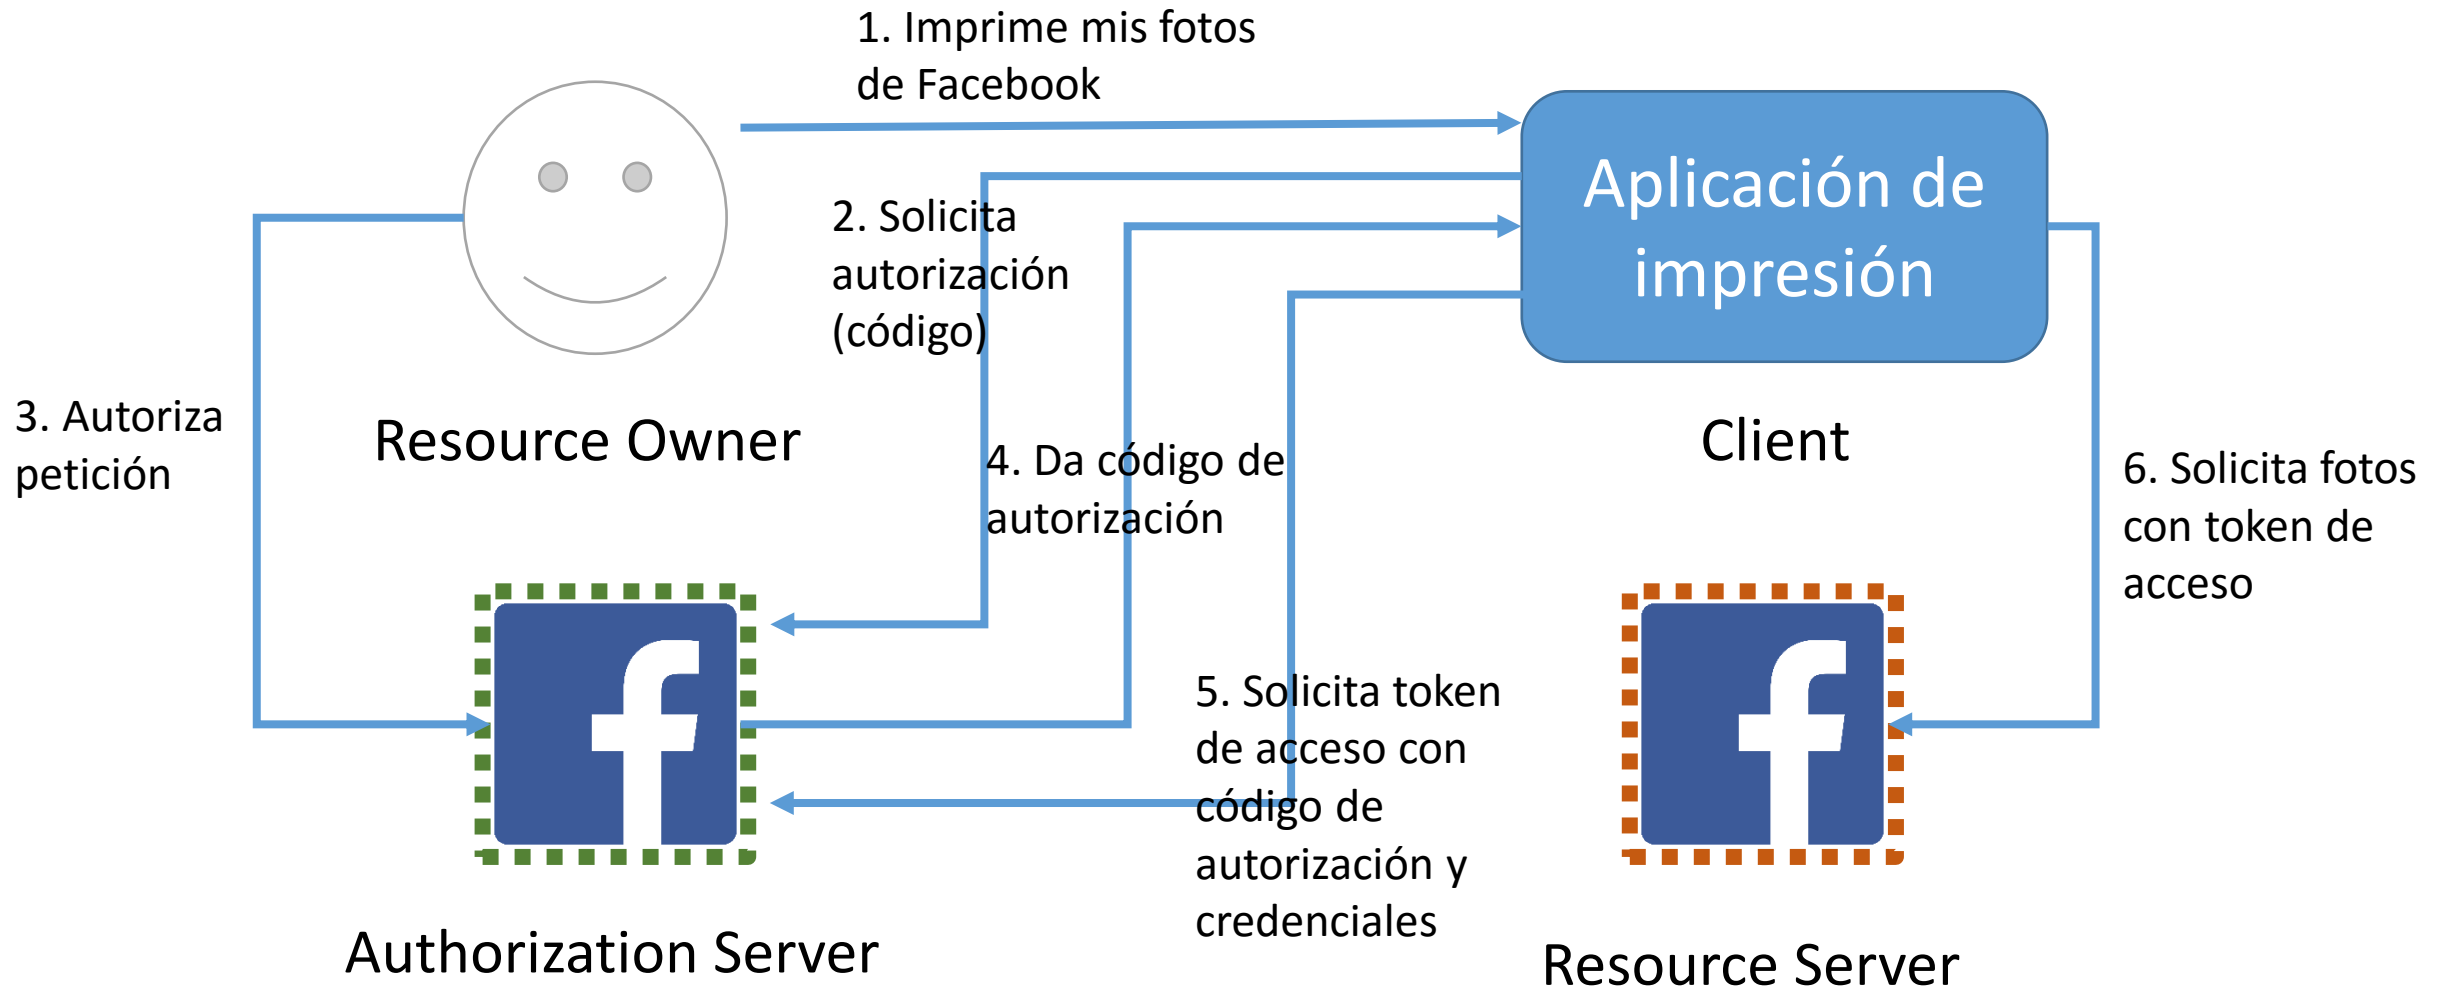 1. Imprime mis fotos
de Facebook
Aplicación de
impresión
2. Solicita
autorización
(código)
3. Autoriza
petición
Resource Owner
Client
4. Da código de
autorización
6. Solicita fotos
con token de
acceso
5. Solicita token
de acceso con
código de
autorización y
credenciales
Authorization Server
Resource Server